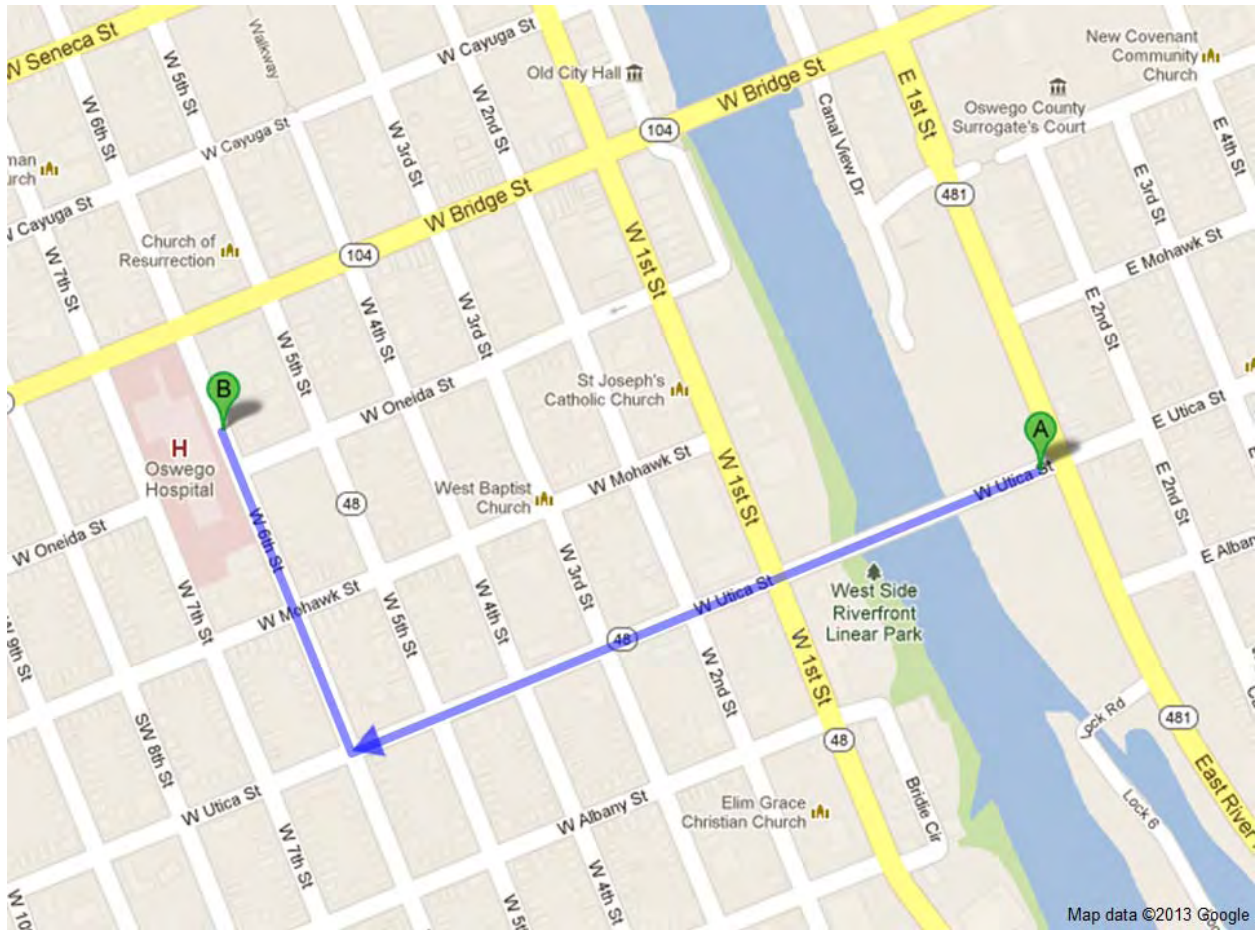 W Seneca St
Walkway
W Cayuga St
Old City Hall
New Covenant
Community
Church
W 5th St
W 6th St
W 2nd St
W Bridge St
E 1st St
Oswego County
Surrogate's Court
W Cayuga St
W 3rd St
104
Canal View Dr
E 4th St
man
urch
W Bridge St
481
E 3rd St
W Cayuga St
Church of
Resurrection
104
W 1st St
E Mohawk St
W 7th St
W 4th St
W 3rd St
E 2nd St
W 5th St
B
St Joseph's
Catholic Church
W Oneida St
A
E Utica St
H
Oswego
Hospital
W Mohawk St
West Baptist
Church
48
W Utica St
E 2nd St
W Oneida St
W 6th St
W 1st St
E Albany
W 7th St
W Mohawk St
W 3rd St
W Utica St
West Side
Riverfront
Linear Park
W 5th St
W 4th St
48
W 9th St
W 2nd St
W 1st St
Lock Rd
481
SW 8th St
48
W Utica St
East River
W Albany St
Elim Grace
Christian Church
Bridie Cir
Lock 6
W 7th St
W 10
W 5t
W 4th St
Map data ©2013 Google